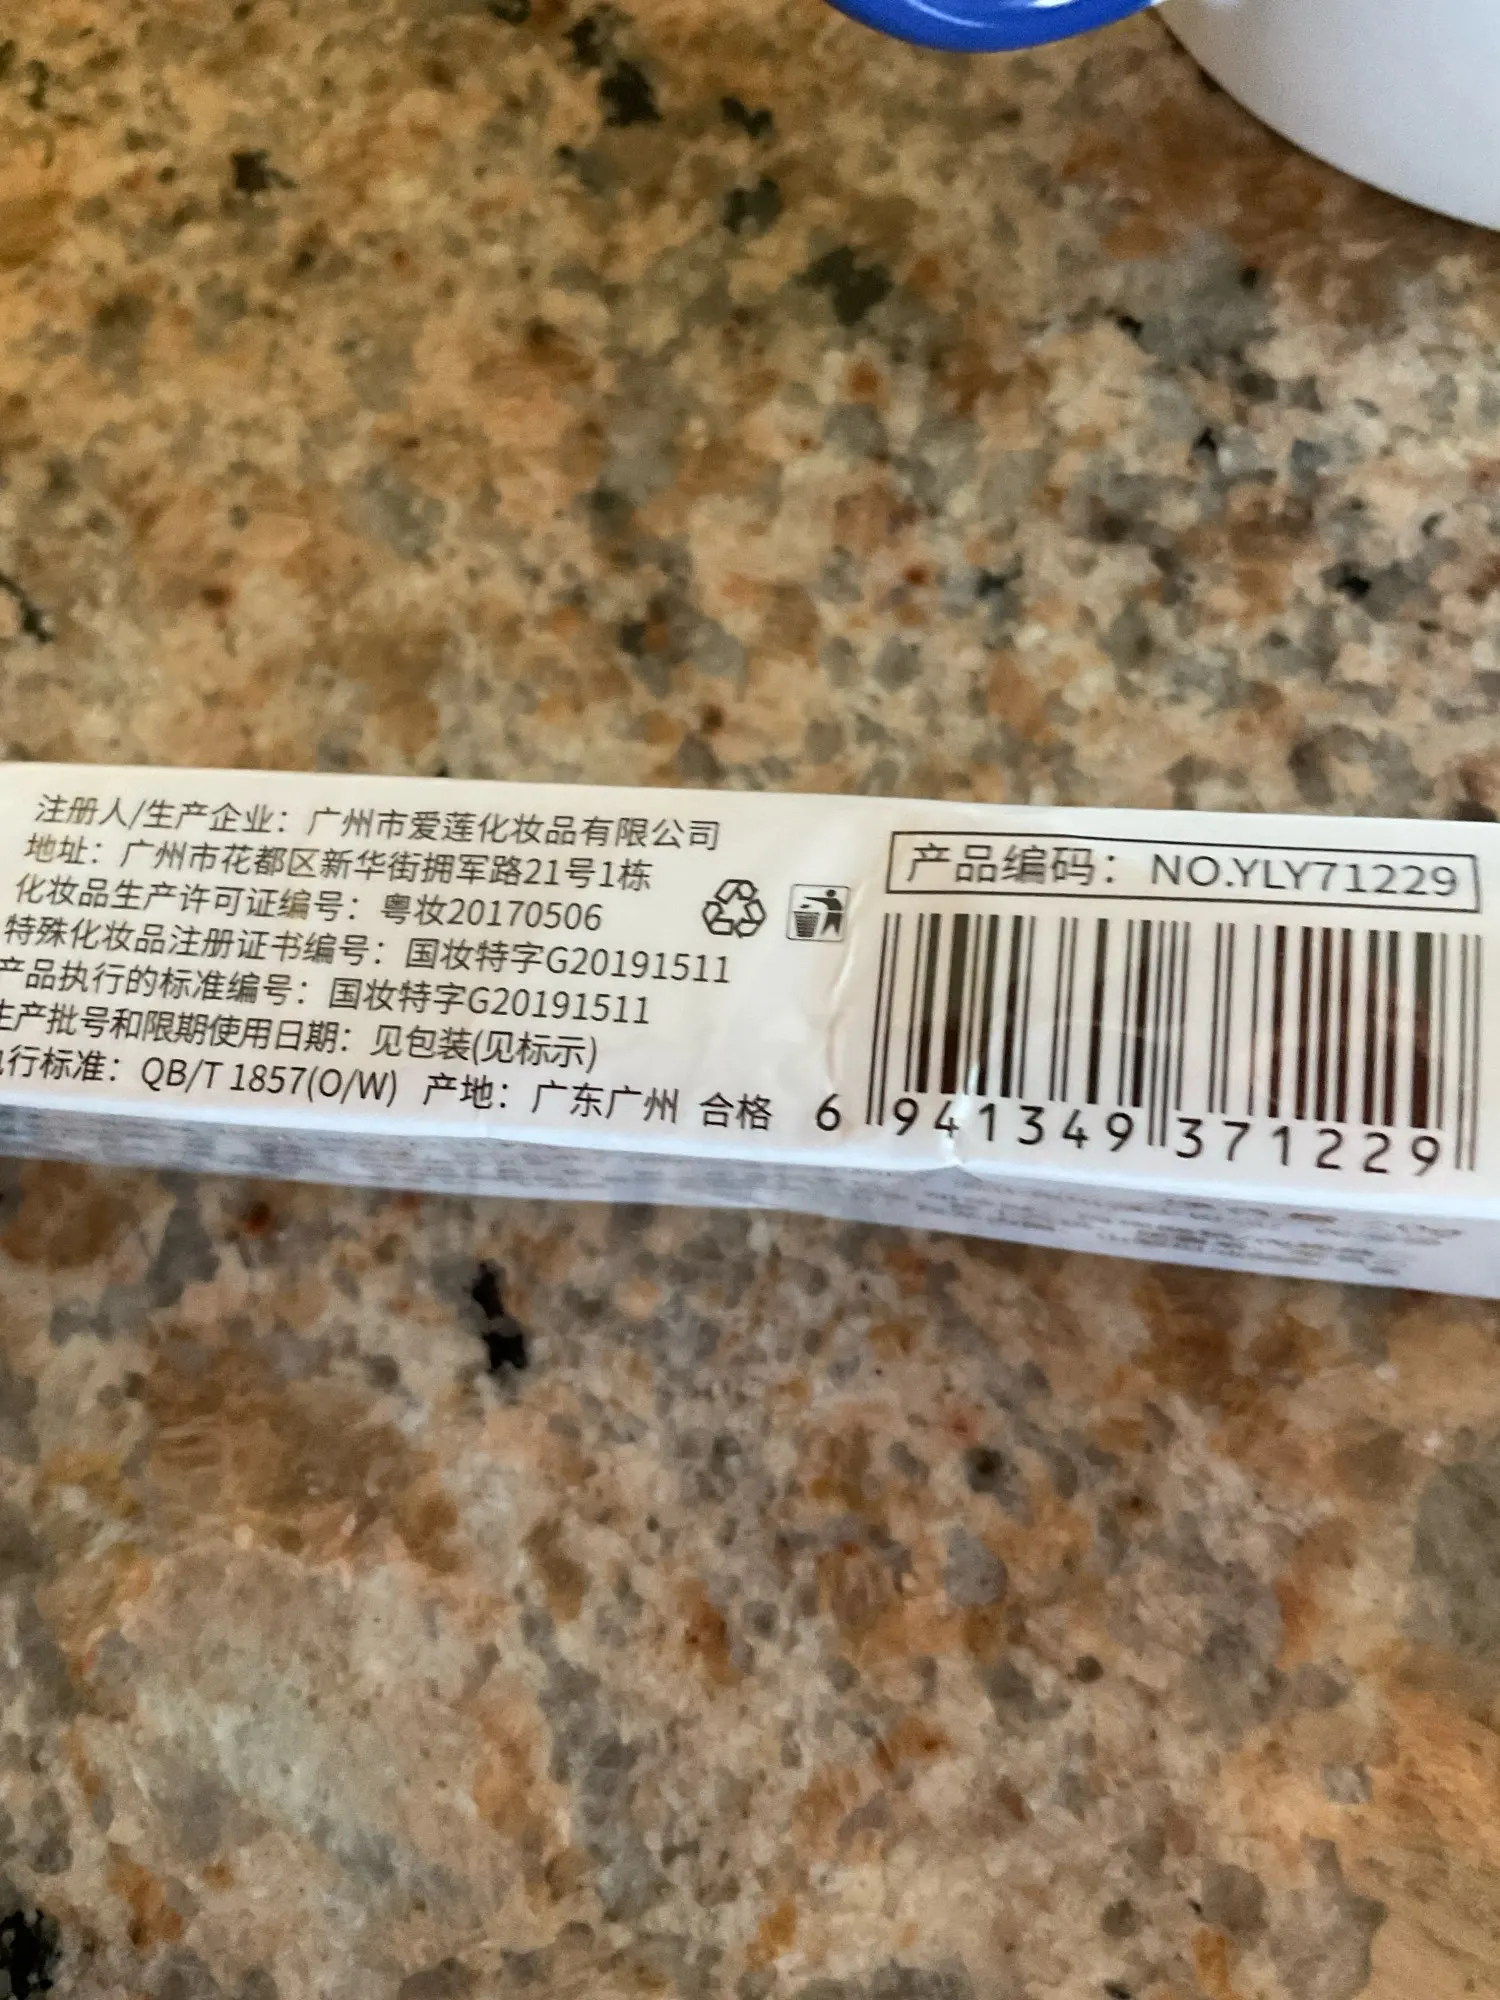 注册人/生产企业：广州市爱莲化妆品有限公司
地址：广州市花都区新华街拥军路21号1栋
化妆品生产许可证编号：粤妆20170506
特殊化妆品注册证书编号：国妆特字G20191511
产品执行的标准编号：国妆特字G20191511
生产批号和限期使用日期：见包装(见标示)
执行标准：QB/T 1857(O/W) 产地：广东广州 合格
产品编码：NO.YLY71229
6 941349 371229